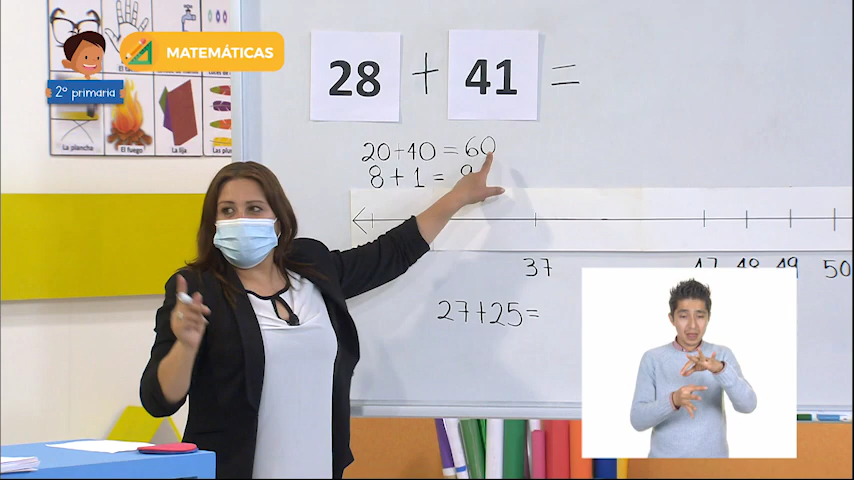 MATEMÁTICAS
2º primaria
La plancha
El fuego
La lija
28 + 41 =
20+40 = 60
8 + 1 = 9
37 47 48 49 50
27+25=